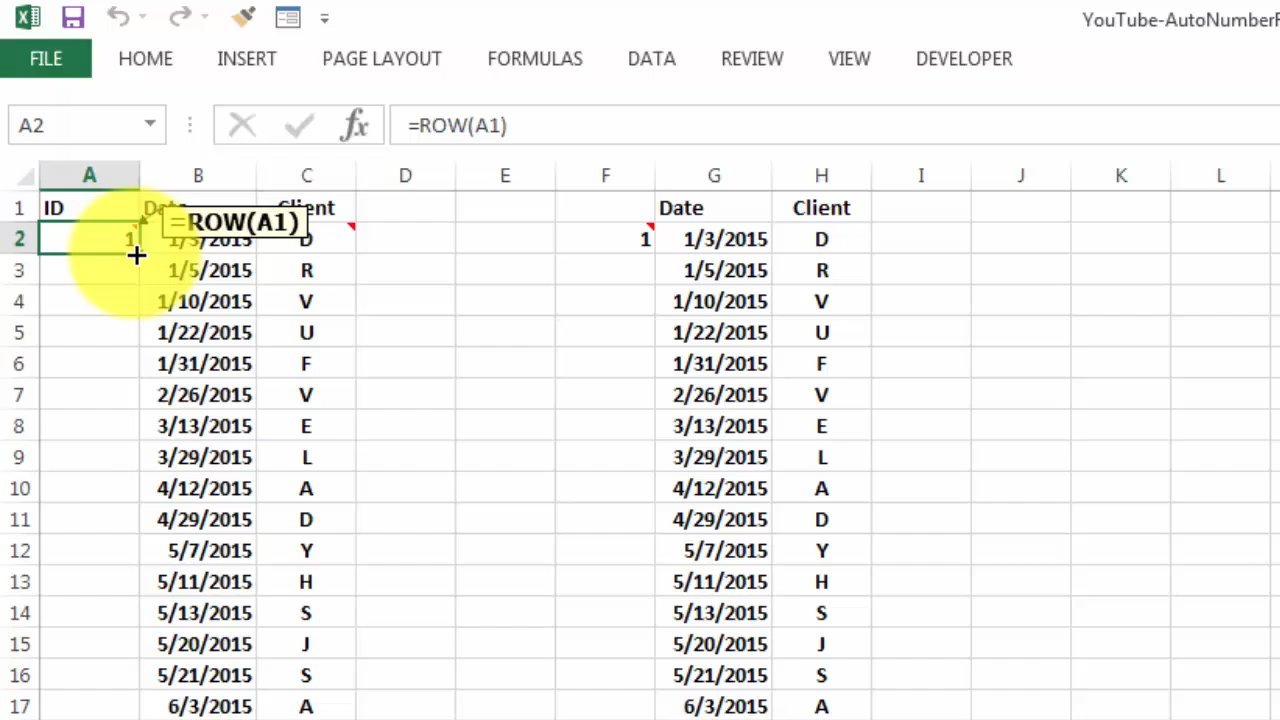 YouTube-AutoNumber
FILE HOME INSERT PAGE LAYOUT FORMULAS DATA REVIEW VIEW DEVELOPER
A2 fx =ROW(A1)
A B C D E F G H I J K L
1 ID Date Client Date Client
=ROW(A1)
2 1 1/3/2015 D 1 1/3/2015 D
3 1/5/2015 R 1/5/2015 R
4 1/10/2015 V 1/10/2015 V
5 1/22/2015 U 1/22/2015 U
6 1/31/2015 F 1/31/2015 F
7 2/26/2015 V 2/26/2015 V
8 3/13/2015 E 3/13/2015 E
9 3/29/2015 L 3/29/2015 L
10 4/12/2015 A 4/12/2015 A
11 4/29/2015 D 4/29/2015 D
12 5/7/2015 Y 5/7/2015 Y
13 5/11/2015 H 5/11/2015 H
14 5/13/2015 S 5/13/2015 S
15 5/20/2015 J 5/20/2015 J
16 5/21/2015 S 5/21/2015 S
17 6/3/2015 A 6/3/2015 A